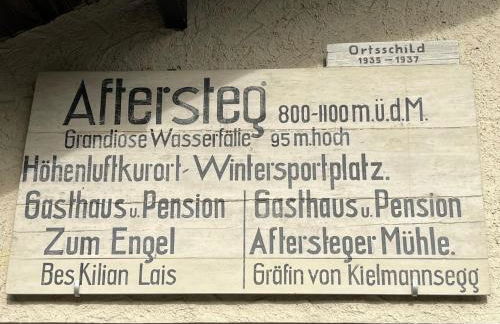 Ortsschild
1935-1937
Aftersteg 800-1100 m.ü.d.M.
Grandiose Wasserfälle 95 m.hoch
Höhenluftkurort-Wintersportplatz.
Gasthaus u. Pension
Zum Engel
Bes Kilian Lais
Gasthaus u. Pension
Aftersteger Mühle.
Gräfin von Kielmannsegg